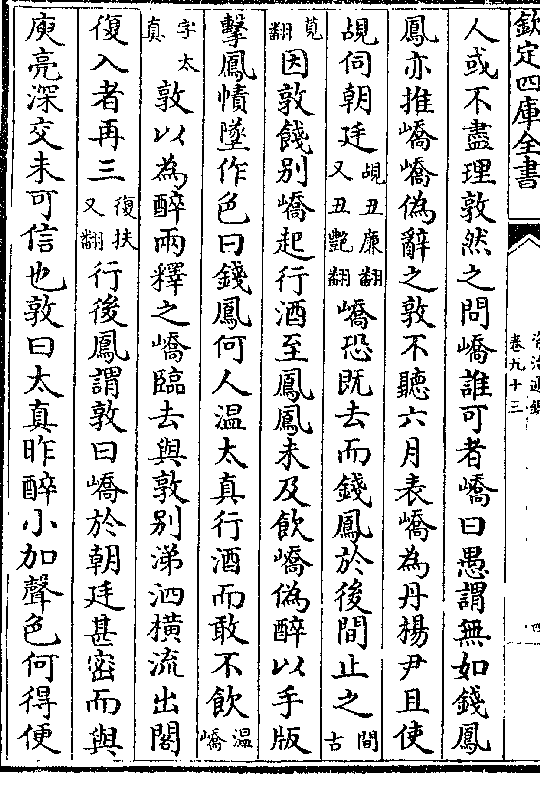 欽定四庫全書
資治通鑑
卷九十三
四
人或不盡理敦然之問嶠誰可者嶠曰愚謂無如錢鳳
鳳亦推嶠嶠偽辭之敦不聽六月表嶠為丹楊尹且使
覘伺朝廷覘丑廉翻又丑艷翻嶠恐既去而錢鳳於後間止之間古
莧翻因敦餞别嶠起行酒至鳳鳳未及飲嶠偽醉以手版
擊鳳幘墜作色曰錢鳳何人温太真行酒而敢不飲温嶠
字太真敦以為醉兩釋之嶠臨去與敦别涕泗横流出閤
復入者再三復扶又翻行後鳳謂敦曰嶠於朝廷甚密而與
庾亮深交未可信也敦曰太真昨醉小加聲色何得便